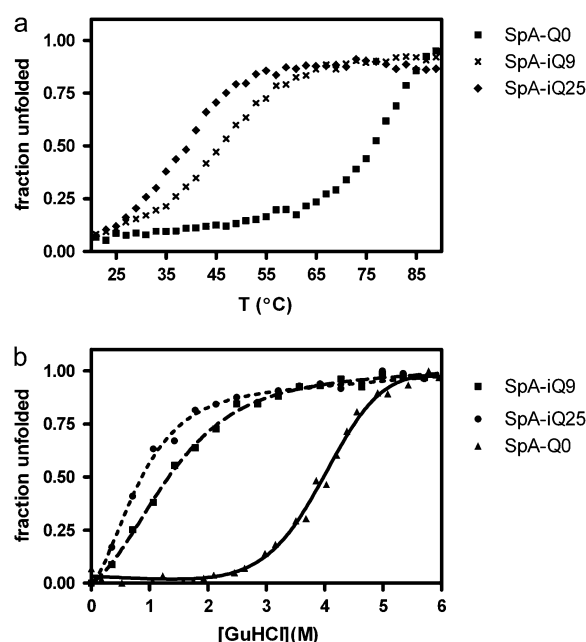 a
fraction unfolded
1.00
0.75
0.50
0.25
0.00
25 35 45 55 65 75 85
T (°C)
SpA-Q0
SpA-iQ9
SpA-iQ25
b
fraction unfolded
1.00
0.75
0.50
0.25
0.00
0 1 2 3 4 5 6
[GuHCl](M)
SpA-iQ9
SpA-iQ25
SpA-Q0